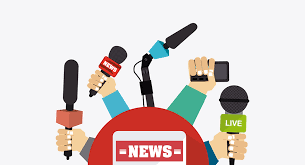 NEWS
LIVE
= NEWS =